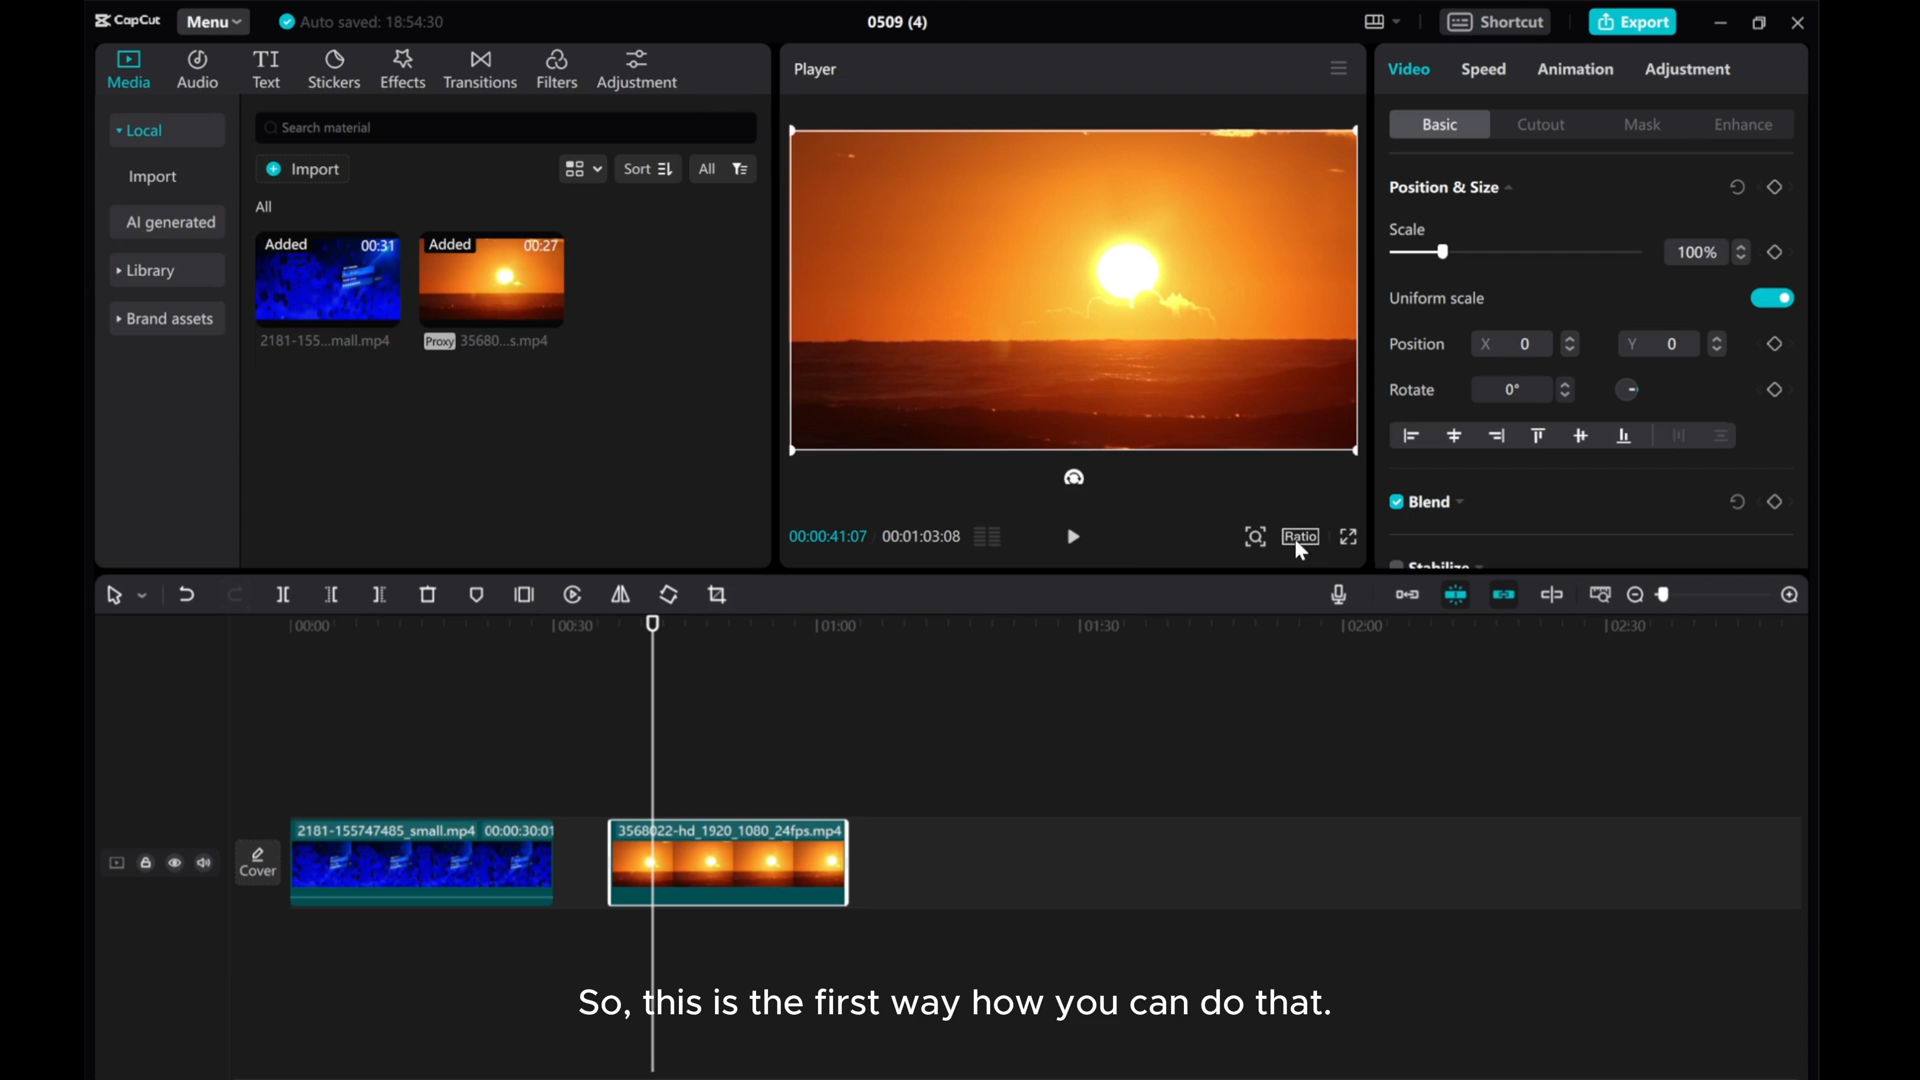 CapCut Menu Auto saved: 18:54:30 0509 (4) Shortcut Export
Media Audio Text Stickers Effects Transitions Filters Adjustment
Local
Import
AI generated
Library
Brand assets
Search material
Import Sort All
All
Added 00:31 Added 00:27
2181-155...mall.mp4 Proxy 35680...s.mp4
Player
00:00:41:07 00:01:03:08 Ratio
Video Speed Animation Adjustment
Basic Cutout Mask Enhance
Position & Size
Scale
100%
Uniform scale
Position X 0 Y 0
Rotate 0°
Blend
Stabilize
00:00 00:30 01:00 01:30 02:00 02:30
Cover
2181-155747485_small.mp4 00:00:30:01
3568022-hd_1920_1080_24fps.mp4
So, this is the first way how you can do that.